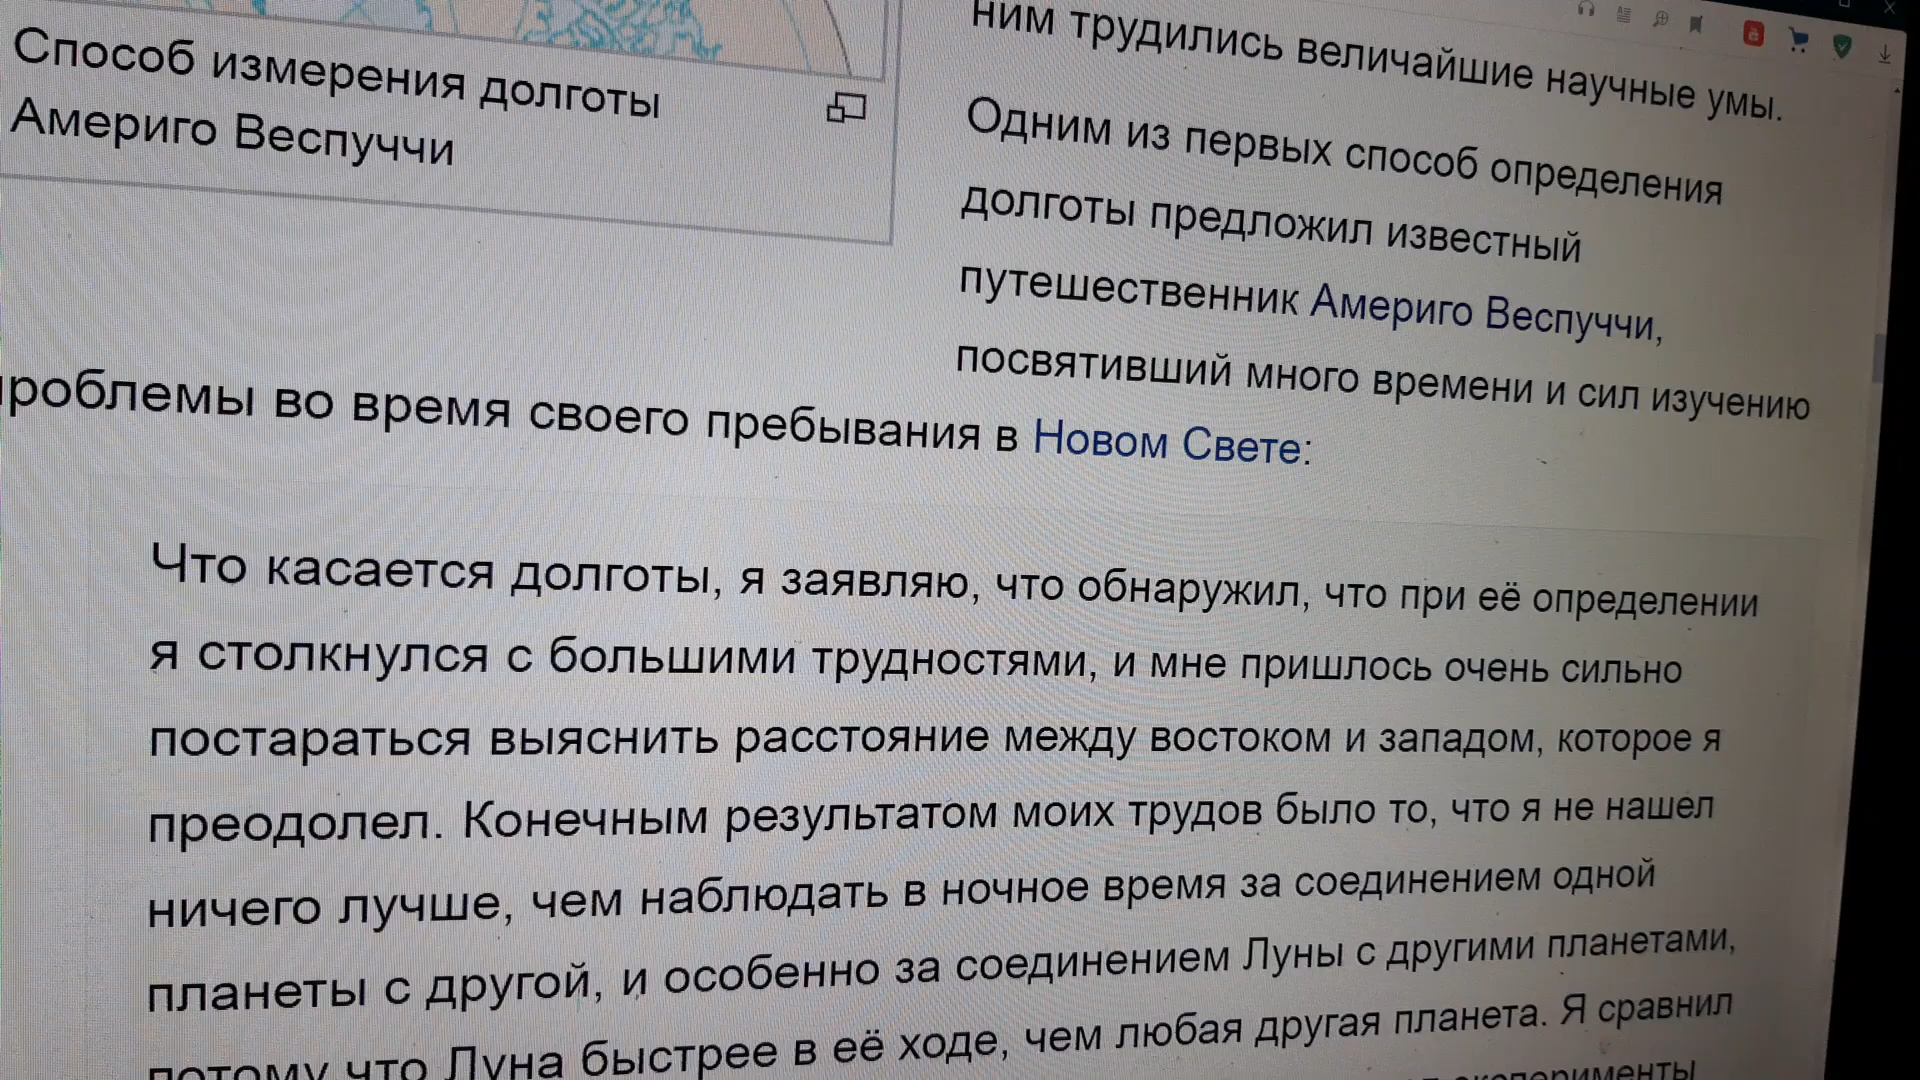 Способ измерения долготы
Америго Веспуччи
ним трудились величайшие научные умы.
Одним из первых способ определения
долготы предложил известный
путешественник Америго Веспуччи,
посвятивший много времени и сил изучению
проблемы во время своего пребывания в Новом Свете:
Что касается долготы, я заявляю, что обнаружил, что при её определении
я столкнулся с большими трудностями, и мне пришлось очень сильно
постараться выяснить расстояние между востоком и западом, которое я
преодолел. Конечным результатом моих трудов было то, что я не нашел
ничего лучше, чем наблюдать в ночное время за соединением одной
планеты с другой, и особенно за соединением Луны с другими планетами,
потому что Луна быстрее в её ходе, чем любая другая планета. Я сравнил
эксперименты